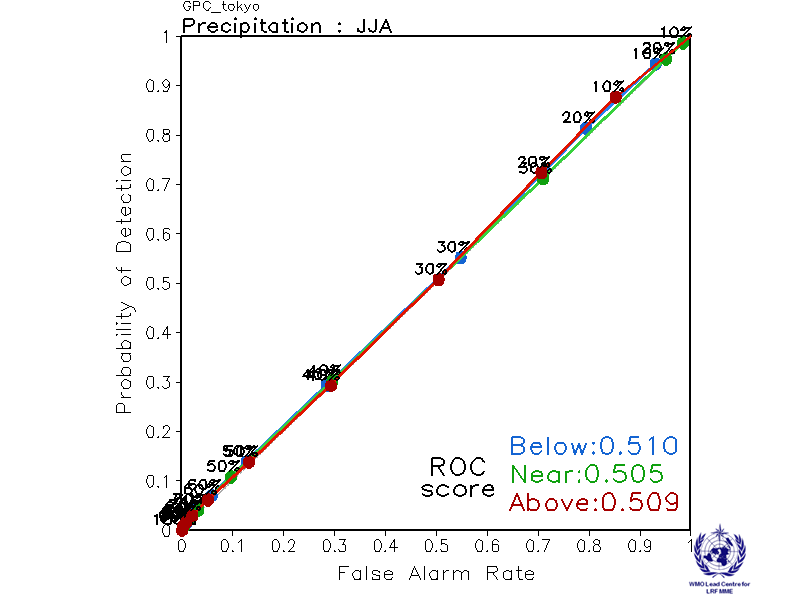 GPC_tokyo
Precipitation : JJA
1
0.9
0.8
0.7
0.6
0.5
0.4
0.3
0.2
0.1
0
Probability of Detection
10%
10%
10%
20%
20%
20%
30%
30%
40%
50%
50%
50%
ROC
score
Below:0.510
Near:0.505
Above:0.509
0 0.1 0.2 0.3 0.4 0.5 0.6 0.7 0.8 0.9 1
False Alarm Rate
WMO Lead Centre for
LRF MME